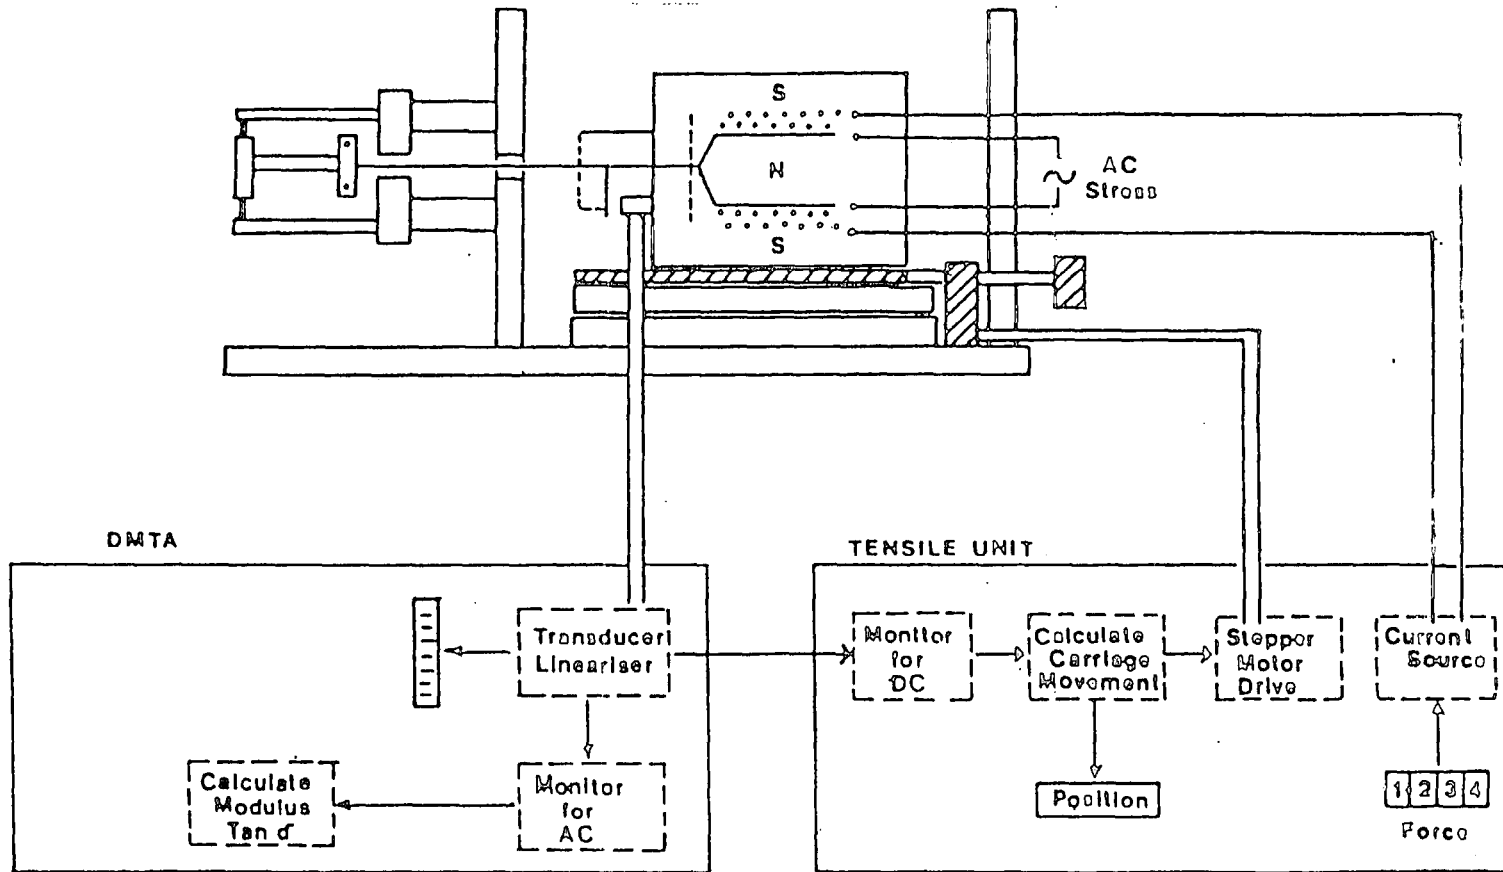 S
N
S
AC
Stress
DMTA
TENSILE UNIT
Transducer
Lineariser
Monitor
for
DC
Calculate
Carriage
Movement
Stepper
Motor
Drive
Current
Source
Calculate
Modulus
Tan δ
Monitor
for
AC
Position
1 2 3 4
Force